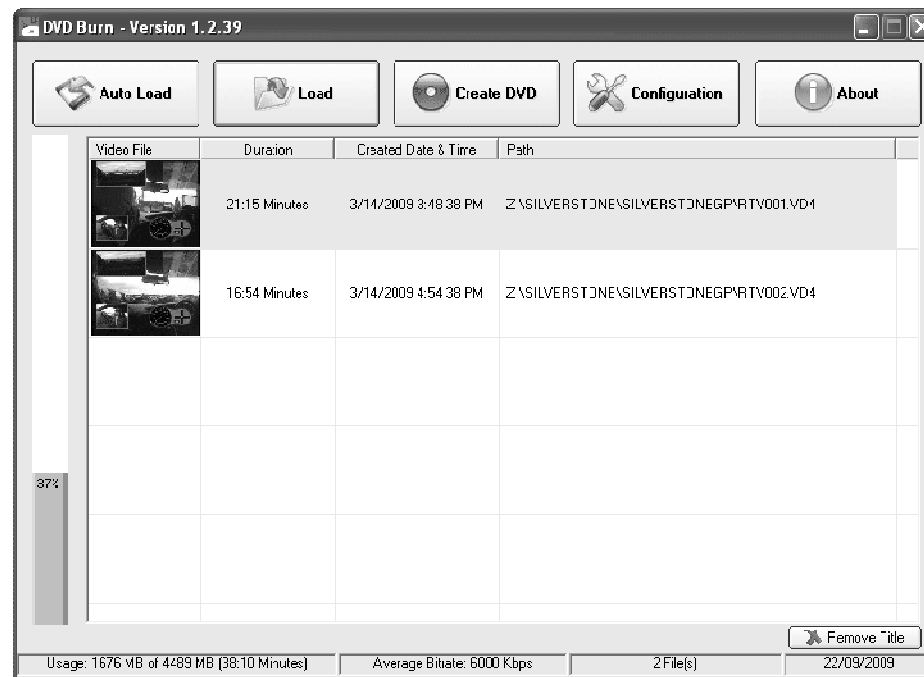 DVD Burn - Version 1.2.39
Auto Load Load Create DVD Configuration About
Video File Duration Created Date & Time Path
21:15 Minutes 3/14/2009 3:48:38 PM Z:\SILVERSTONE\SILVERSTONEGP\RTV001.VD4
16:54 Minutes 3/14/2009 4:54:38 PM Z:\SILVERSTONE\SILVERSTONEGP\RTV002.VD4
37%
Remove Title
Usage: 1676 MB of 4489 MB (38:10 Minutes) Average Bitrate: 6000 Kbps 2 File(s) 22/09/2009